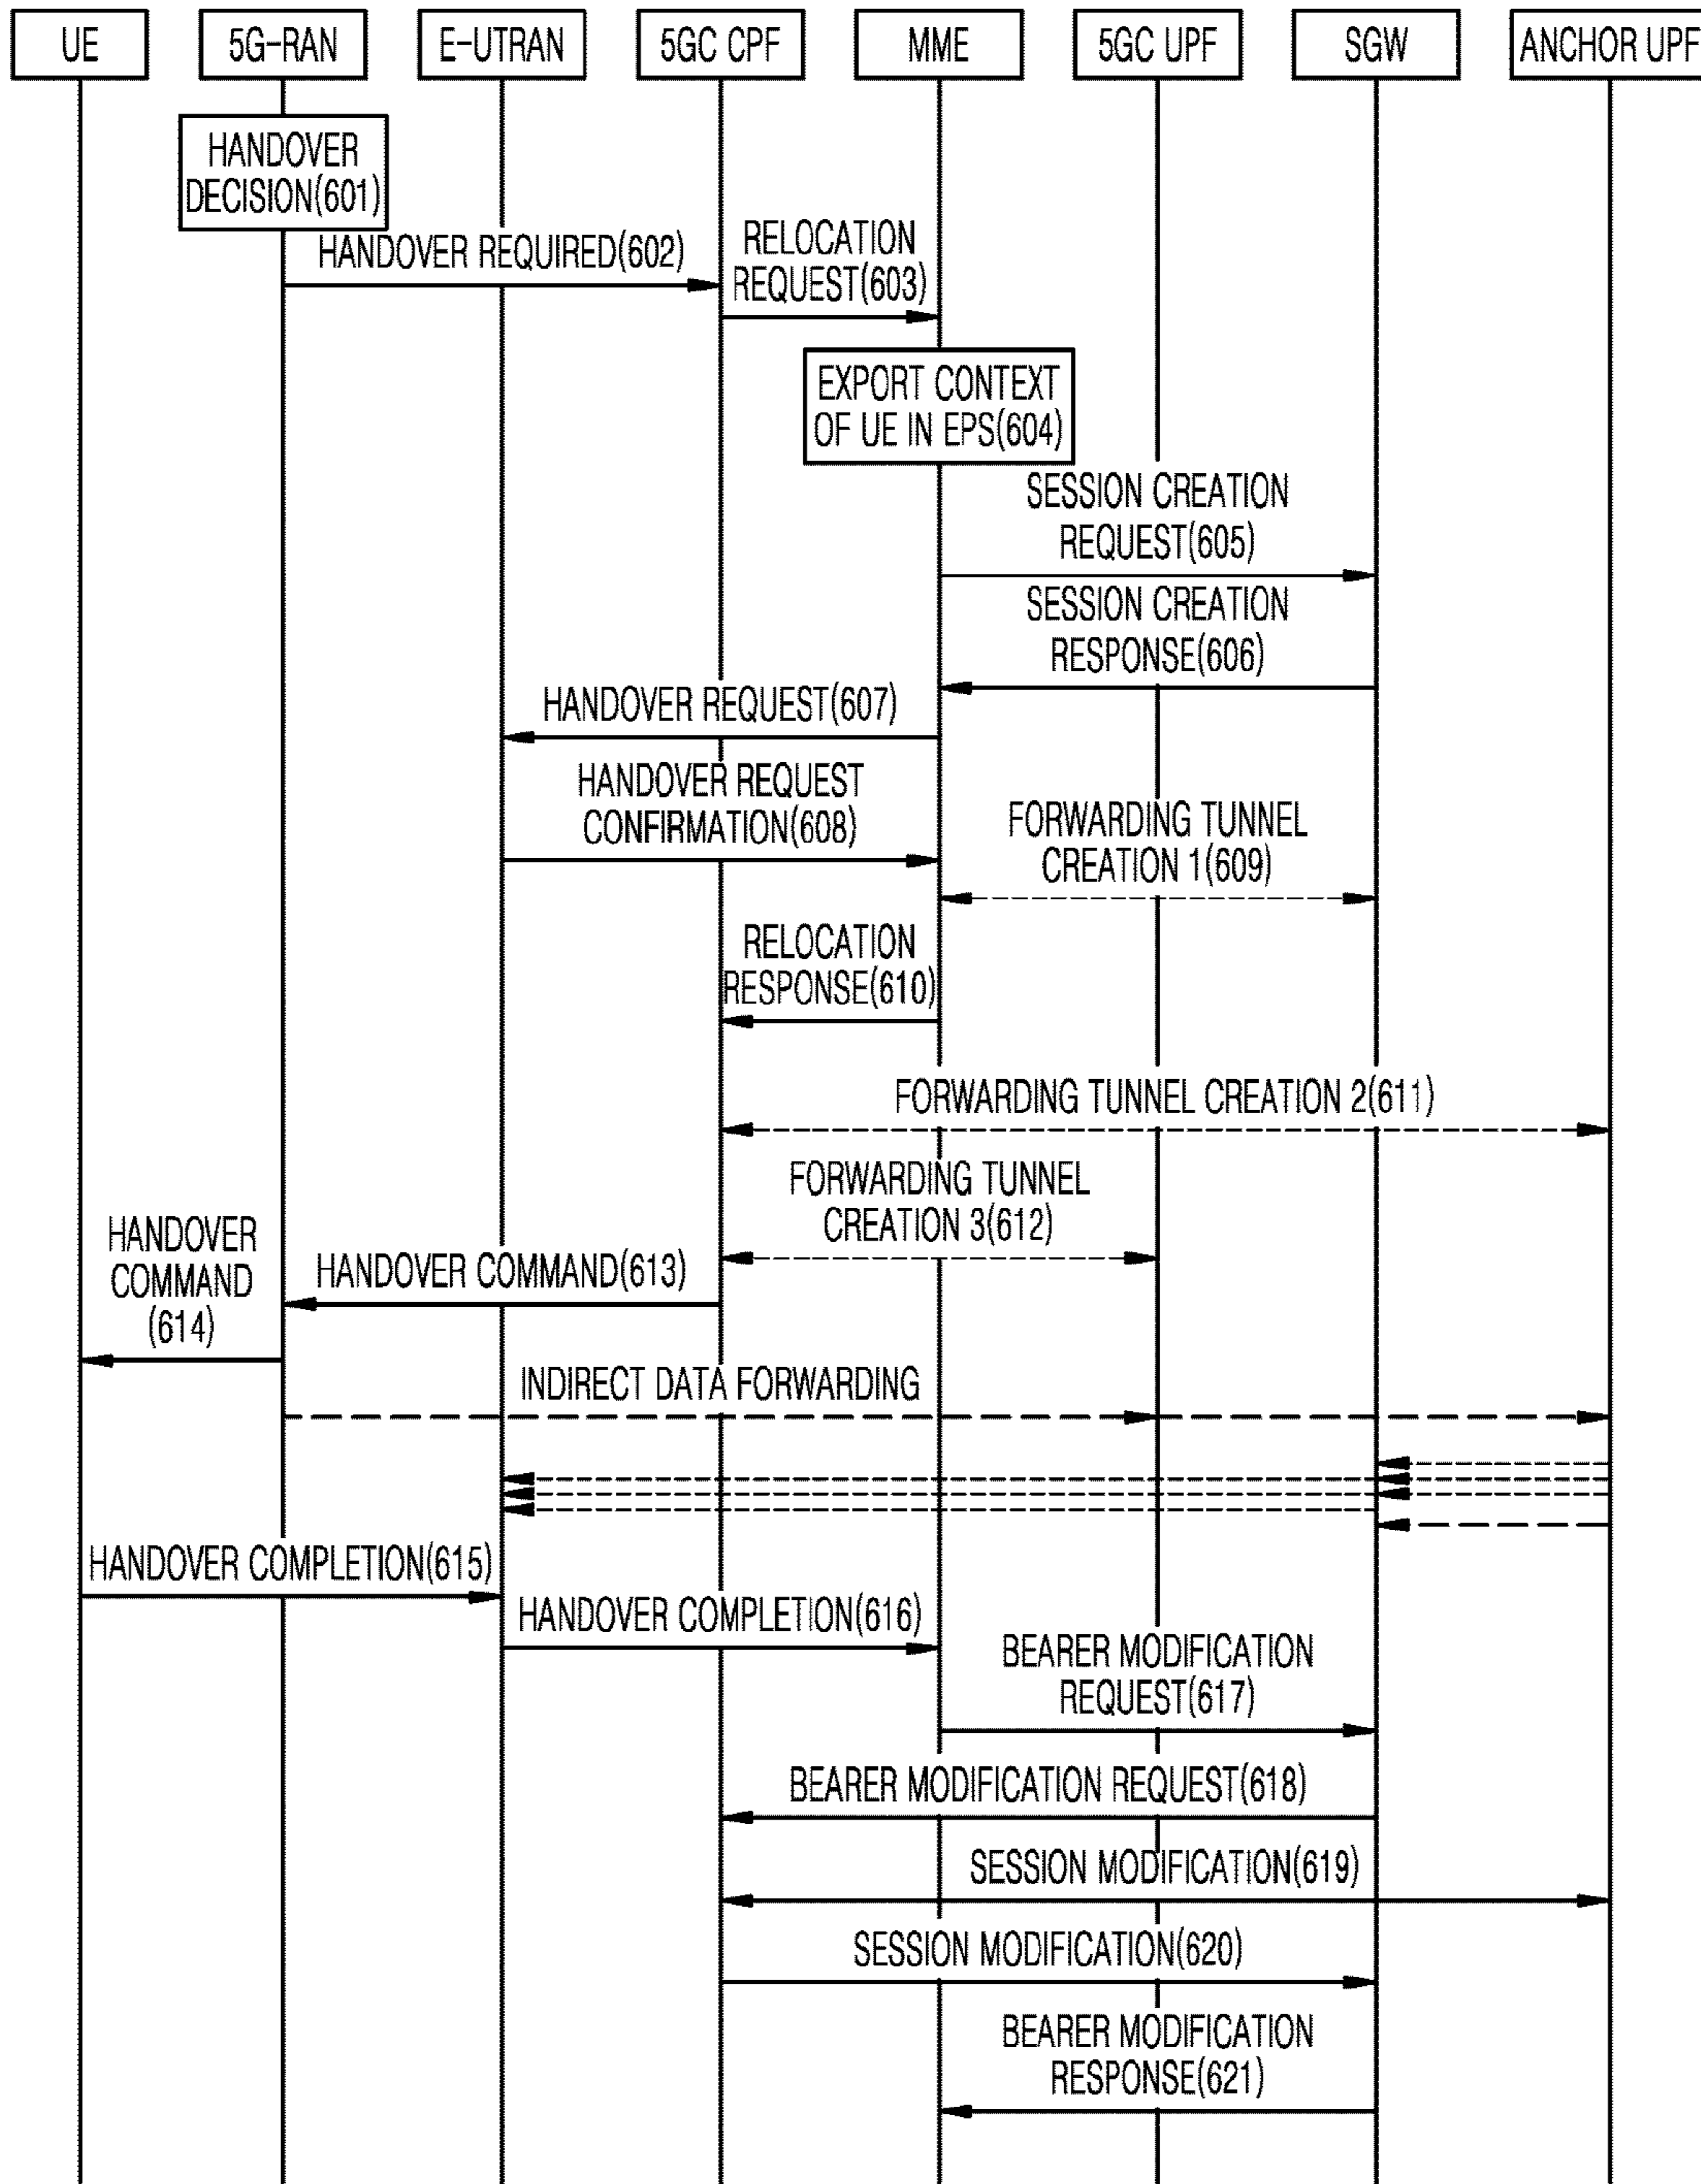 UE
5G-RAN
E-UTRAN
5GC CPF
MME
5GC UPF
SGW
ANCHOR UPF
HANDOVER
DECISION(601)
HANDOVER REQUIRED(602)
RELOCATION
REQUEST(603)
EXPORT CONTEXT
OF UE IN EPS(604)
SESSION CREATION
REQUEST(605)
SESSION CREATION
RESPONSE(606)
HANDOVER REQUEST(607)
HANDOVER REQUEST
CONFIRMATION(608)
FORWARDING TUNNEL
CREATION 1(609)
RELOCATION
RESPONSE(610)
FORWARDING TUNNEL CREATION 2(611)
FORWARDING TUNNEL
CREATION 3(612)
HANDOVER COMMAND(613)
HANDOVER
COMMAND
(614)
INDIRECT DATA FORWARDING
HANDOVER COMPLETION(615)
HANDOVER COMPLETION(616)
BEARER MODIFICATION
REQUEST(617)
BEARER MODIFICATION REQUEST(618)
SESSION MODIFICATION(619)
SESSION MODIFICATION(620)
BEARER MODIFICATION
RESPONSE(621)